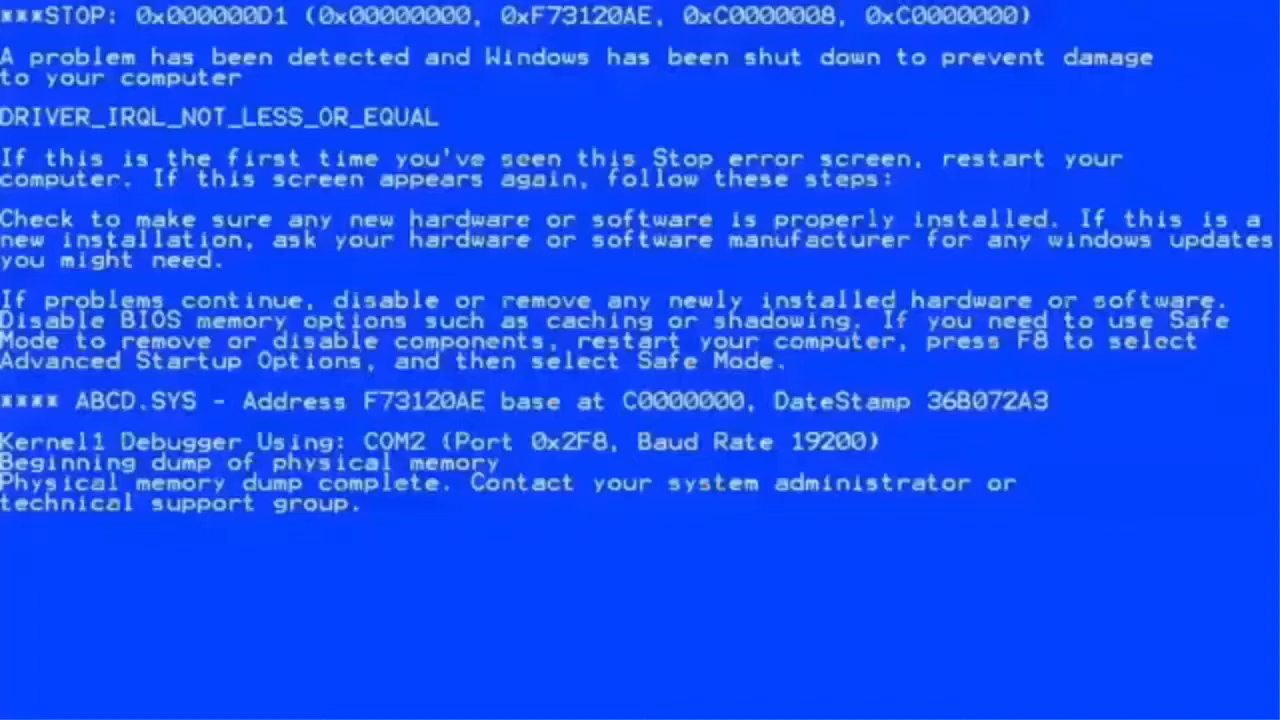 ***STOP: 0x000000D1 (0x00000000, 0xF73120AE, 0xC0000008, 0xC0000000)
A problem has been detected and Windows has been shut down to prevent damage
to your computer
DRIVER_IRQL_NOT_LESS_OR_EQUAL
If this is the first time you've seen this Stop error screen, restart your
computer. If this screen appears again, follow these steps:
Check to make sure any new hardware or software is properly installed. If this is a
new installation, ask your hardware or software manufacturer for any windows updates
you might need.
If problems continue, disable or remove any newly installed hardware or software.
Disable BIOS memory options such as caching or shadowing. If you need to use Safe
Mode to remove or disable components, restart your computer, press F8 to select
Advanced Startup Options, and then select Safe Mode.
**** ABCD.SYS - Address F73120AE base at C0000000, DateStamp 36B072A3
Kernel1 Debugger Using: COM2 (Port 0x2F8, Baud Rate 19200)
Beginning dump of physical memory
Physical memory dump complete. Contact your system administrator or
technical support group.